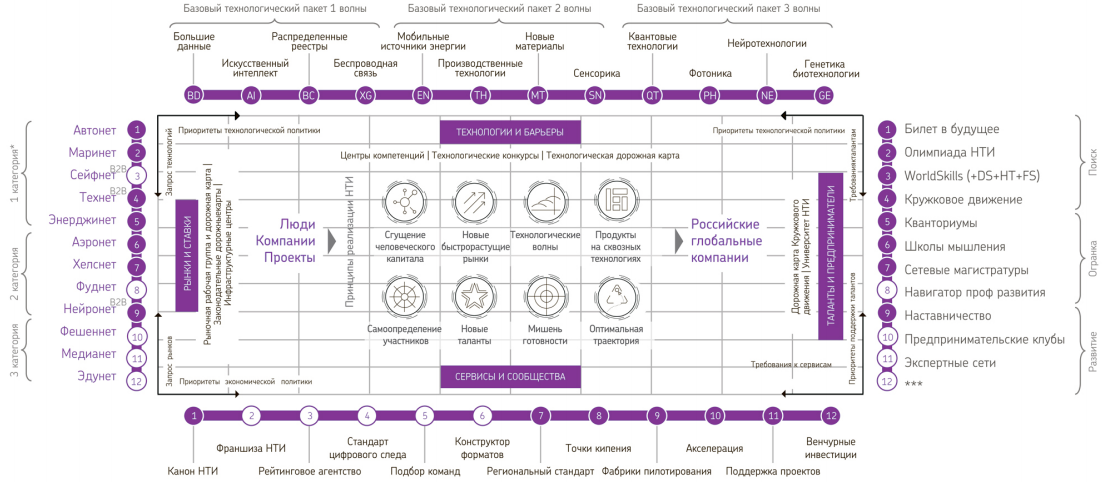 Базовый технологический пакет 1 волны
Базовый технологический пакет 2 волны
Базовый технологический пакет 3 волны
Большие
данные
Искусственный
интеллект
Распределенные
реестры
Беспроводная
связь
Мобильные
источники энергии
Производственные
технологии
Новые
материалы
Сенсорика
Квантовые
технологии
Фотоника
Нейротехнологии
Генетика
биотехнологии
BD
AI
BC
XG
EN
TH
MT
SN
QT
PH
NE
GE
1 категория*
2 категория
3 категория
Автонет 1
Маринет 2
B2B
Сейфнет 3
B2B
Технет 4
Энерджинет 5
Аэронет 6
Хелснет 7
Фуднет 8
B2B
Нейронет 9
Фешеннет 10
Медианет 11
Эдунет 12
Приоритеты технологической политики
Запрос технологий
РЫНКИ И СТАВКИ
Рыночная рабочая группа и дорожная карта |
Законодательные дорожныекарты |
Инфраструктурные центры
Запрос рынков
Приоритеты экономической политики
ТЕХНОЛОГИИ И БАРЬЕРЫ
Центры компетенций | Технологические конкурсы | Технологическая дорожная карта
Люди
Компании
Проекты
Принципы реализации НТИ
Сгущение
человеческого
капитала
Новые
быстрорастущие
рынки
Технологические
волны
Продукты
на сквозных
технологиях
Самоопределение
участников
Новые
таланты
Мишень
готовности
Оптимальная
траектория
Российские
глобальные
компании
СЕРВИСЫ И СООБЩЕСТВА
Приоритеты технологической политики
Требованияк талантам
Дорожная карта Кружкового
движения | Университет НТИ
ТАЛАНТЫ И ПРЕДПРИНИМАТЕЛИ
Приоритеты поддержки талантов
Требования к сервисам
1 Билет в будущее
2 Олимпиада НТИ
3 WorldSkills (+DS+HT+FS)
4 Кружковое движение
5 Кванториумы
6 Школы мышления
7 Сетевые магистратуры
8 Навигатор проф развития
9 Наставничество
10 Предпринимательские клубы
11 Экспертные сети
12 ***
Поиск
Огранка
Развитие
1
2
3
4
5
6
7
8
9
10
11
12
Канон НТИ
Франшиза НТИ
Рейтинговое агентство
Стандарт
цифрового следа
Подбор команд
Конструктор
форматов
Региональный стандарт
Точки кипения
Фабрики пилотирования
Акселерация
Поддержка проектов
Венчурные
инвестиции